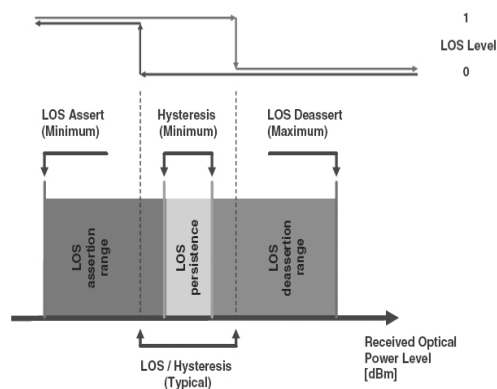 1
LOS Level
0
LOS Assert
(Minimum)
Hysteresis
(Minimum)
LOS Deassert
(Maximum)
LOS
assertion
range
LOS
persistence
LOS
deassertion
range
Received Optical
Power Level
[dBm]
LOS / Hysteresis
(Typical)